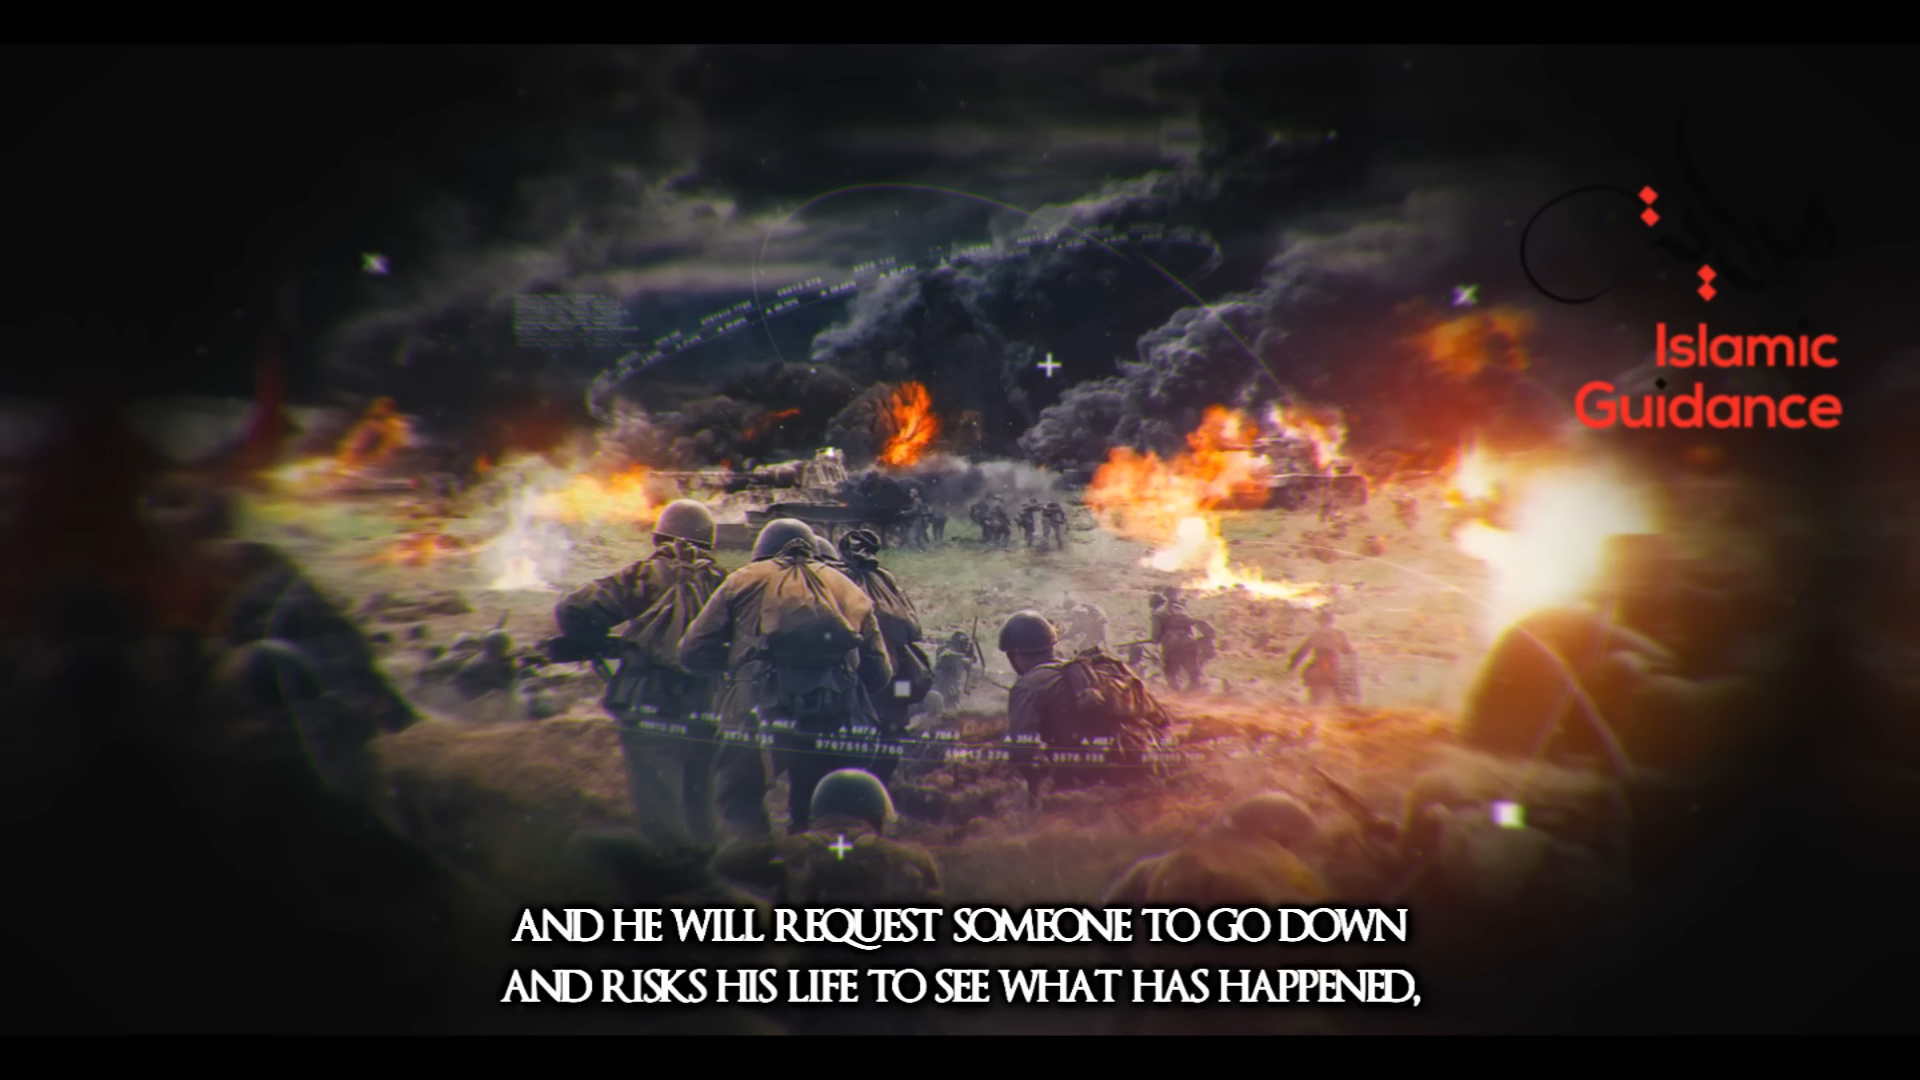 Islamic
Guidance
AND HE WILL REQUEST SOMEONE TO GO DOWN
AND RISKS HIS LIFE TO SEE WHAT HAS HAPPENED,